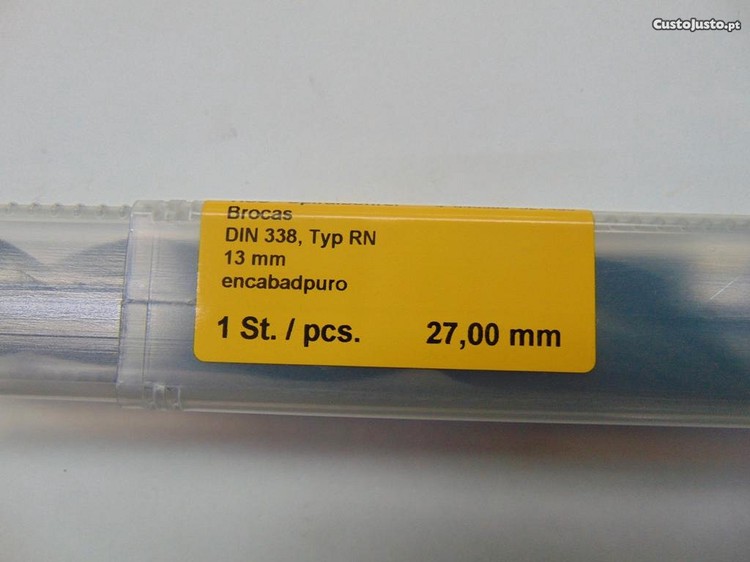 CustoJusto.pt
Brocas
DIN 338, Typ RN
13 mm
encabadpuro
1 St. / pcs. 27,00 mm